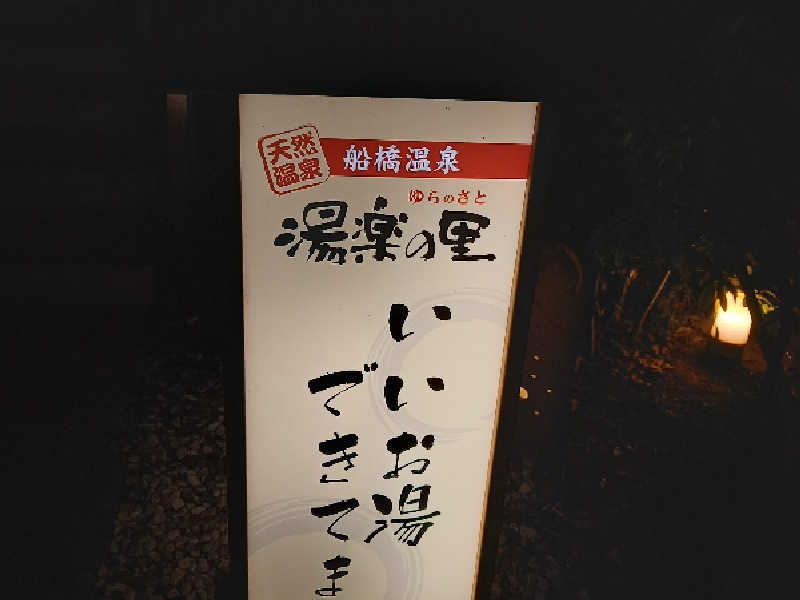 天然
温泉
船橋温泉
ゆらのさと
湯楽の里
いいお湯
できてま